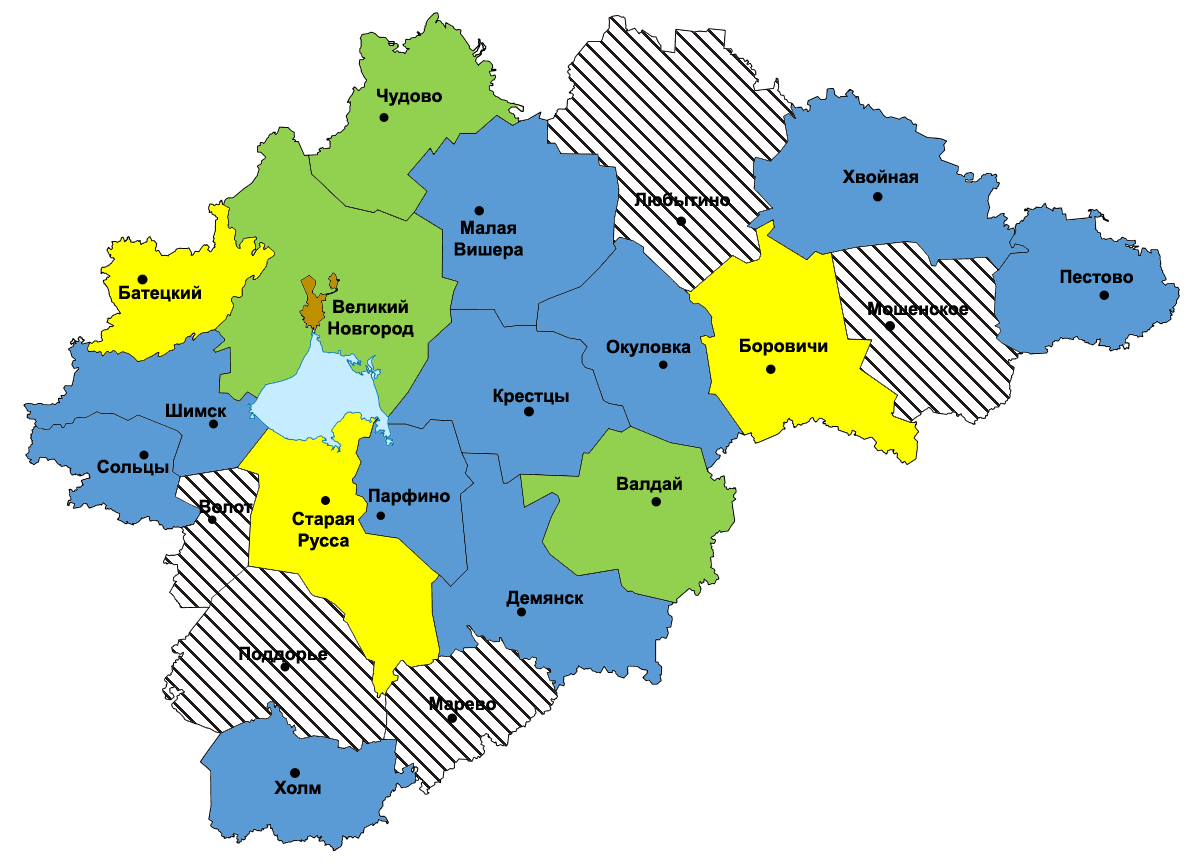 Чудово
Хвойная
Любытино
Малая
Вишера
Пестово
Батецкий
Великий
Новгород
Мошенское
Окуловка
Боровичи
Крестцы
Шимск
Сольцы
Валдай
Парфино
Волот
Старая
Русса
Демянск
Поддорье
Марево
Холм